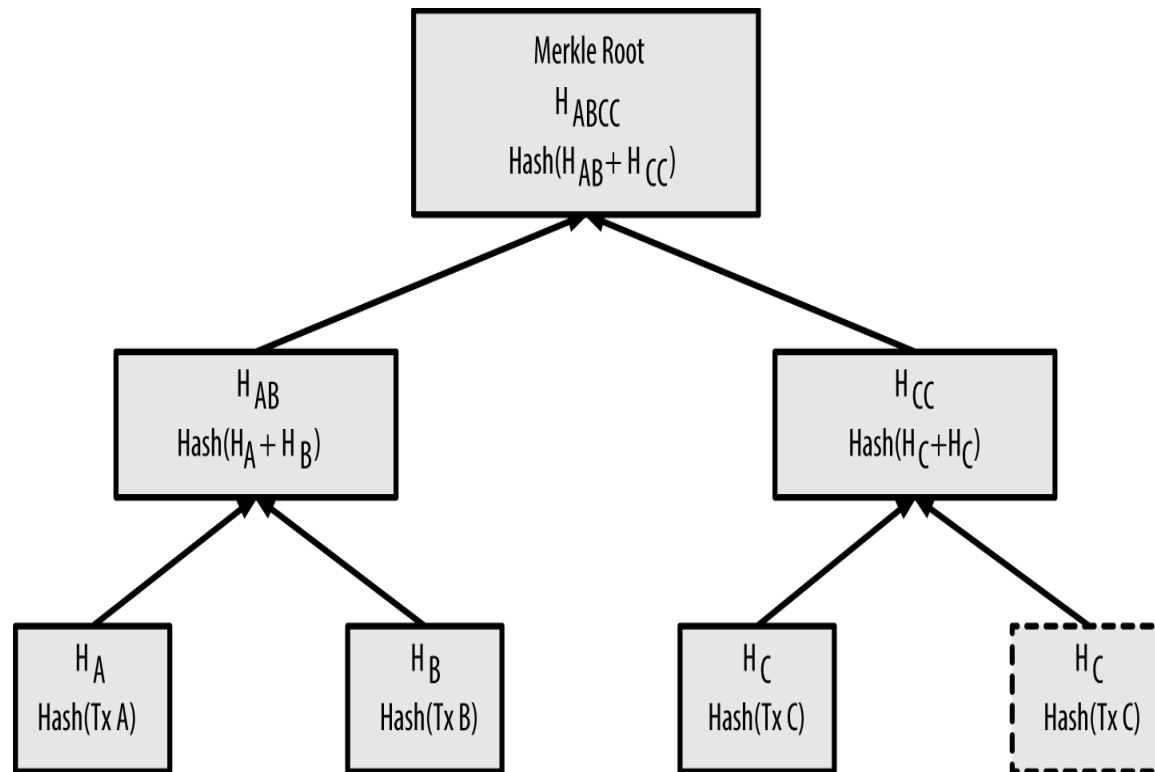 Merkle Root
H ABCC
Hash(H AB + H CC)
H AB
Hash(H A + H B)
H CC
Hash(H C+H C)
H A
Hash(Tx A)
H B
Hash(Tx B)
H C
Hash(Tx C)
H C
Hash(Tx C)